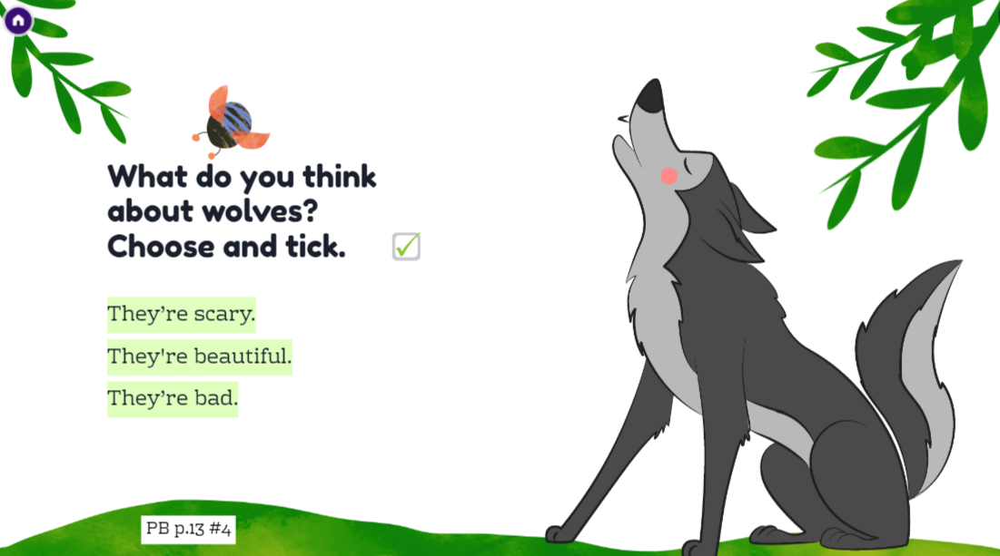 What do you think
about wolves?
Choose and tick.
They’re scary.
They're beautiful.
They’re bad.
PB p.13 #4